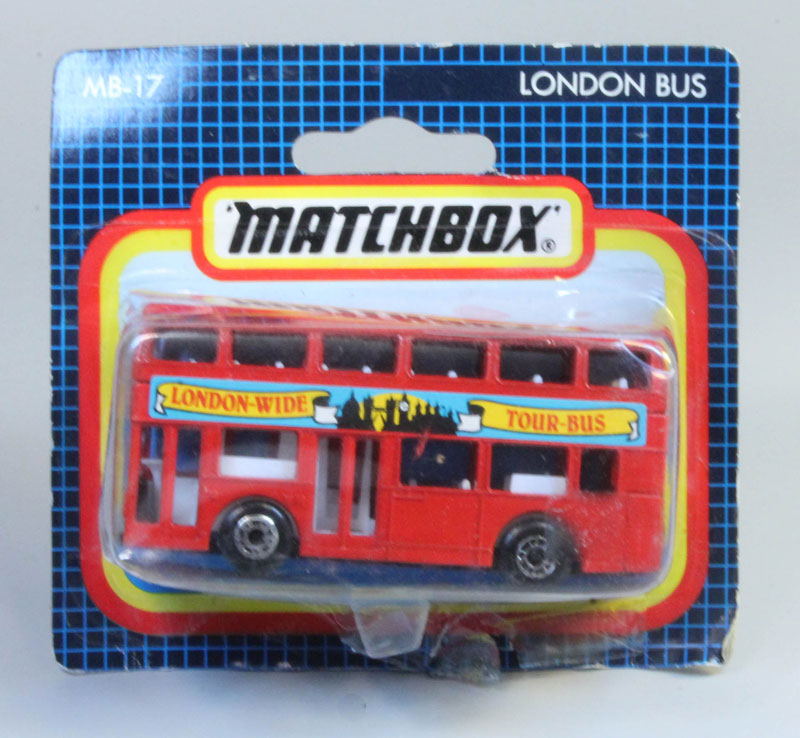 MB-17
LONDON BUS
'MATCHBOX'®
LONDON-WIDE
TOUR-BUS